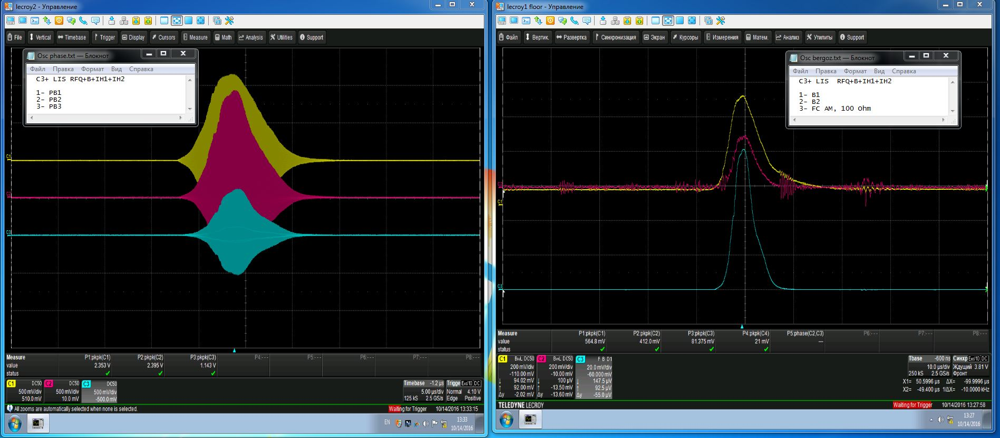 lecroy2 - Управление
File Vertical Timebase Trigger Display Cursors Measure Math Analysis Utilities Support
Osc phase.txt — Блокнот
Файл Правка Формат Вид Справка
C3+ LIS RFQ+B+IH1+IH2
1- PB1
2- PB2
3- PB3
C3
Measure P1:pkpk(C1) P2:pkpk(C2) P3:pkpk(C3) P4:--- P5:--- P6:--- P7:--- P8:---
value 2.353 V 2.395 V 1.143 V
status
C1 DC50 C2 DC50 C3 DC50
500 mV/div 500 mV/div 500 mV/div
510.0 mV 10.0 mV -500.0 mV
Timebase -1.2 µs Trigge Ext/10 DC
5.00 µs/div Normal 4.10 V
125 kS 2.5 GS/s Edge Positive
All zooms are automatically selected when none is selected.
Waiting for Trigger 10/14/2016 13:33:15
EN 13:33
10/14/2016
lecroy1 floor - Управление
Файл Вертик. Развертка Синхронизация Экран Курсоры Измерения Матем. Анализ Утилиты Support
Osc bergoz.txt — Блокнот
Файл Правка Формат Вид Справка
C3+ LIS RFQ+B+IH1+IH2
1- B1
2- B2
3- FC AM, 100 Ohm
C2
C1
C3
Measure P1:pkpk(C1) P2:pkpk(C2) P3:pkpk(C3) P4:pkpk(C4) P5:phase(C2,C3) P6:--- P7:--- P8:---
value 564.8 mV 412.0 mV 81.375 mV 21 mV ---
status
C1 BwL DC50 C2 BwL DC50 C3 F B D1
200 mV/div 200 mV/div 20.0 mV/div
-110.00 mV -10.00 mV -60.000 mV
↓ 94.02 mV ↓ 100 µV ↓ 147.5 µV
↑ 92.00 mV ↑ -13.50 mV ↑ 92.5 µV
Δy -2.02 mV Δy -13.60 mV Δy -55.0 µV
Tbase -600 ns Синхр Ext/10 DC
10.0 µs/div Ждущий 3.81 V
250 kS 2.5 GS/s Фронт
X1= 50.5996 µs ΔX= -99.9996 µs
X2= -49.400 µs 1/ΔX= -10.0000 kHz
TELEDYNE LECROY
Waiting for Trigger 10/14/2016 13:27:58
13:27
10/14/2016